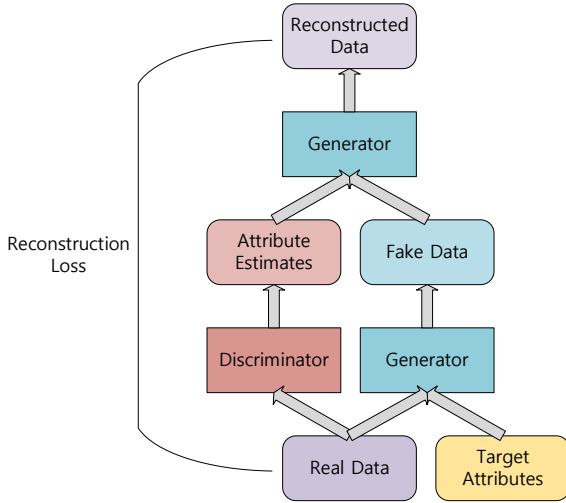 Reconstructed
Data
Generator
Reconstruction
Loss
Attribute
Estimates
Fake Data
Discriminator
Generator
Real Data
Target
Attributes